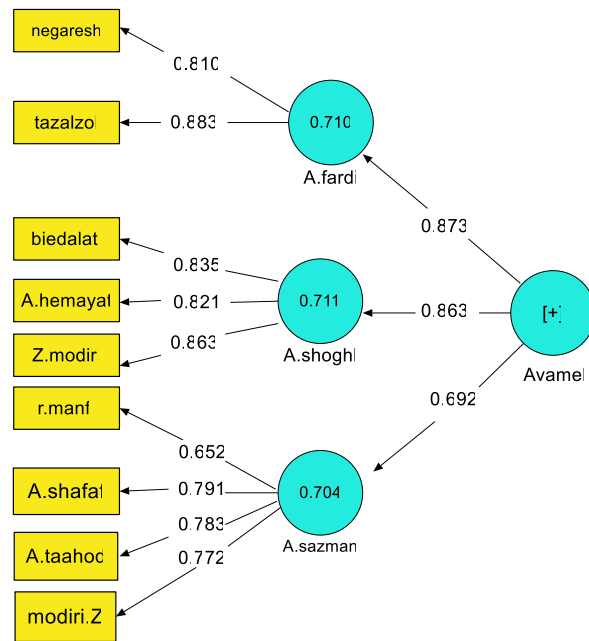 negaresh
0.810
tazalzol
0.883
0.710
A.fardi
0.873
biedalat
0.835
A.hemayat
0.821
0.711
0.863
[+]
Z.modir
0.863
A.shoghl
Avamel
r.manf
0.692
0.652
A.shafaf
0.791
0.704
0.783
A.taahod
0.772
A.sazman
modiri.Z